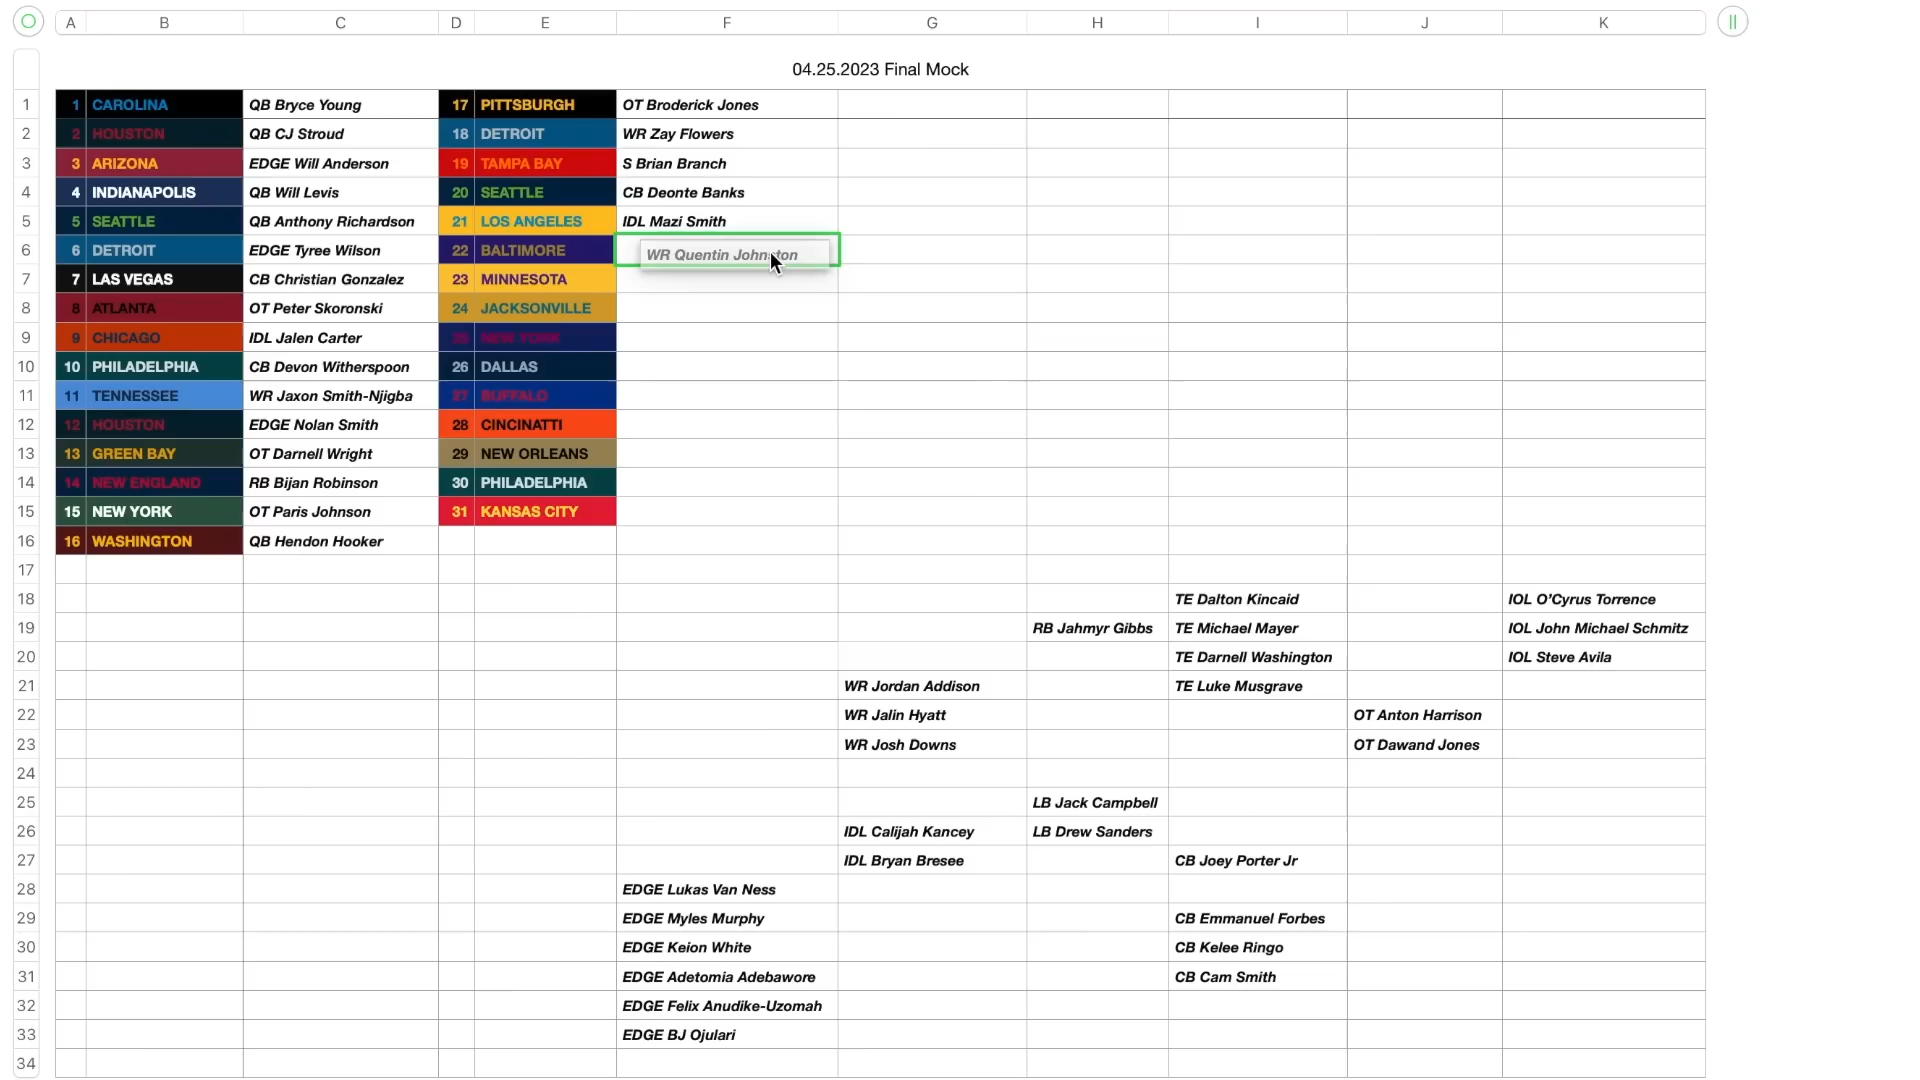 A B C D E F G H I J K
04.25.2023 Final Mock
1 1 CAROLINA QB Bryce Young 17 PITTSBURGH OT Broderick Jones
2 2 HOUSTON QB CJ Stroud 18 DETROIT WR Zay Flowers
3 3 ARIZONA EDGE Will Anderson 19 TAMPA BAY S Brian Branch
4 4 INDIANAPOLIS QB Will Levis 20 SEATTLE CB Deonte Banks
5 5 SEATTLE QB Anthony Richardson 21 LOS ANGELES IDL Mazi Smith
6 6 DETROIT EDGE Tyree Wilson 22 BALTIMORE WR Quentin Johnston
7 7 LAS VEGAS CB Christian Gonzalez 23 MINNESOTA
8 8 ATLANTA OT Peter Skoronski 24 JACKSONVILLE
9 9 CHICAGO IDL Jalen Carter 25 NEW YORK
10 10 PHILADELPHIA CB Devon Witherspoon 26 DALLAS
11 11 TENNESSEE WR Jaxon Smith-Njigba 27 BUFFALO
12 12 HOUSTON EDGE Nolan Smith 28 CINCINATTI
13 13 GREEN BAY OT Darnell Wright 29 NEW ORLEANS
14 14 NEW ENGLAND RB Bijan Robinson 30 PHILADELPHIA
15 15 NEW YORK OT Paris Johnson 31 KANSAS CITY
16 16 WASHINGTON QB Hendon Hooker
17
18 TE Dalton Kincaid IOL O'Cyrus Torrence
19 RB Jahmyr Gibbs TE Michael Mayer IOL John Michael Schmitz
20 TE Darnell Washington IOL Steve Avila
21 WR Jordan Addison TE Luke Musgrave
22 WR Jalin Hyatt OT Anton Harrison
23 WR Josh Downs OT Dawand Jones
24
25 LB Jack Campbell
26 IDL Calijah Kancey LB Drew Sanders
27 IDL Bryan Bresee CB Joey Porter Jr
28 EDGE Lukas Van Ness
29 EDGE Myles Murphy CB Emmanuel Forbes
30 EDGE Keion White CB Kelee Ringo
31 EDGE Adetomia Adebawore CB Cam Smith
32 EDGE Felix Anudike-Uzomah
33 EDGE BJ Ojulari
34